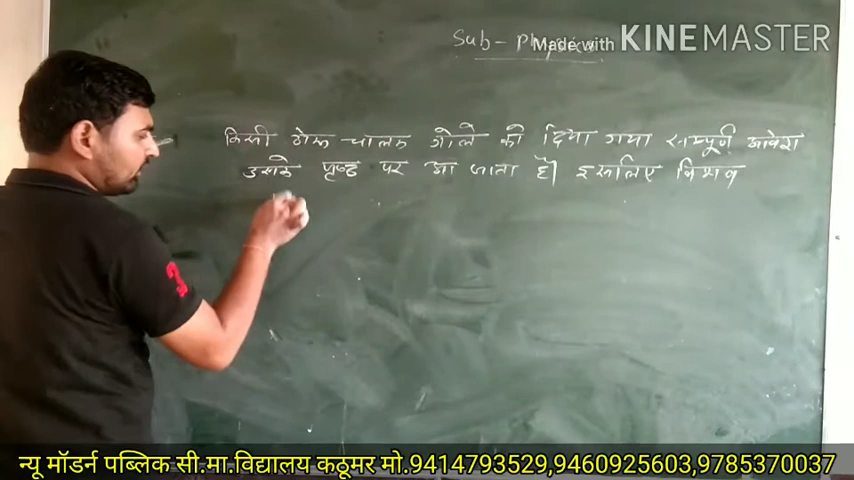 Sub - Physics
Made with KINEMASTER
किसी ठोस चालक गोले को दिया गया सम्पूर्ण आवेश
उसके पृष्ठ पर आ जाता है। इसलिए विभव
3
न्यू मॉडर्न पब्लिक सी.मा.विद्यालय कठूमर मो.9414793529,9460925603,9785370037